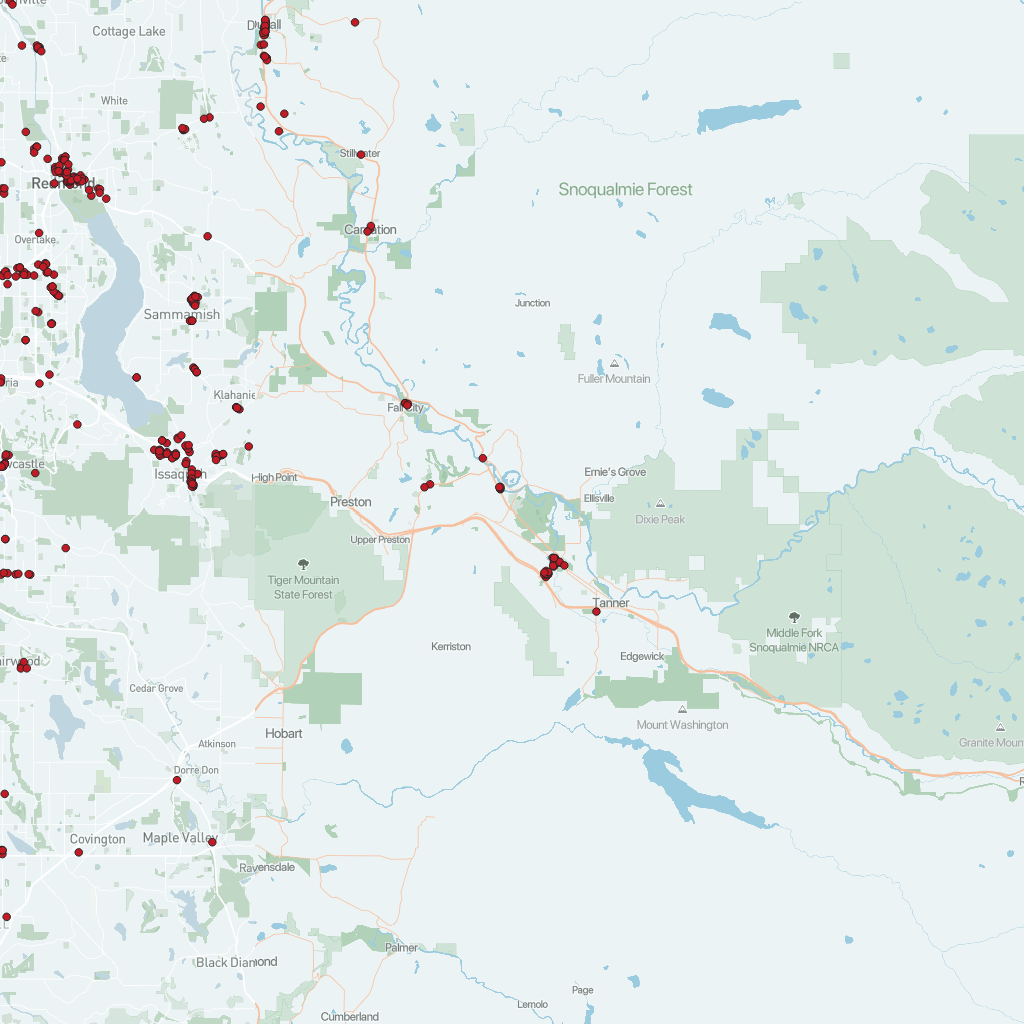 Cottage Lake
White
Stillwater
Redmond
Snoqualmie Forest
Carnation
Overlake
Junction
Sammamish
Fuller Mountain
Klahanie
Fall City
Issaquah
High Point
Ernie's Grove
Ellisville
Preston
Dixie Peak
Upper Preston
Tiger Mountain
State Forest
Tanner
Middle Fork
Snoqualmie NRCA
Kerriston
Edgewick
Cedar Grove
Mount Washington
Hobart
Atkinson
Granite Moun
Dorre Don
Covington
Maple Valley
Ravensdale
Palmer
Black Diamond
Page
Lemolo
Cumberland